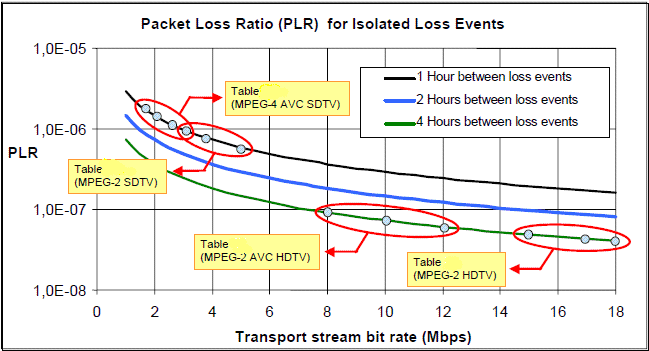 Packet Loss Ratio (PLR) for Isolated Loss Events
1,0E-05
1,0E-06
1,0E-07
1,0E-08
PLR
1 Hour between loss events
2 Hours between loss events
4 Hours between loss events
Table
(MPEG-4 AVC SDTV)
Table
(MPEG-2 SDTV)
Table
(MPEG-2 AVC HDTV)
Table
(MPEG-2 HDTV)
0 2 4 6 8 10 12 14 16 18
Transport stream bit rate (Mbps)